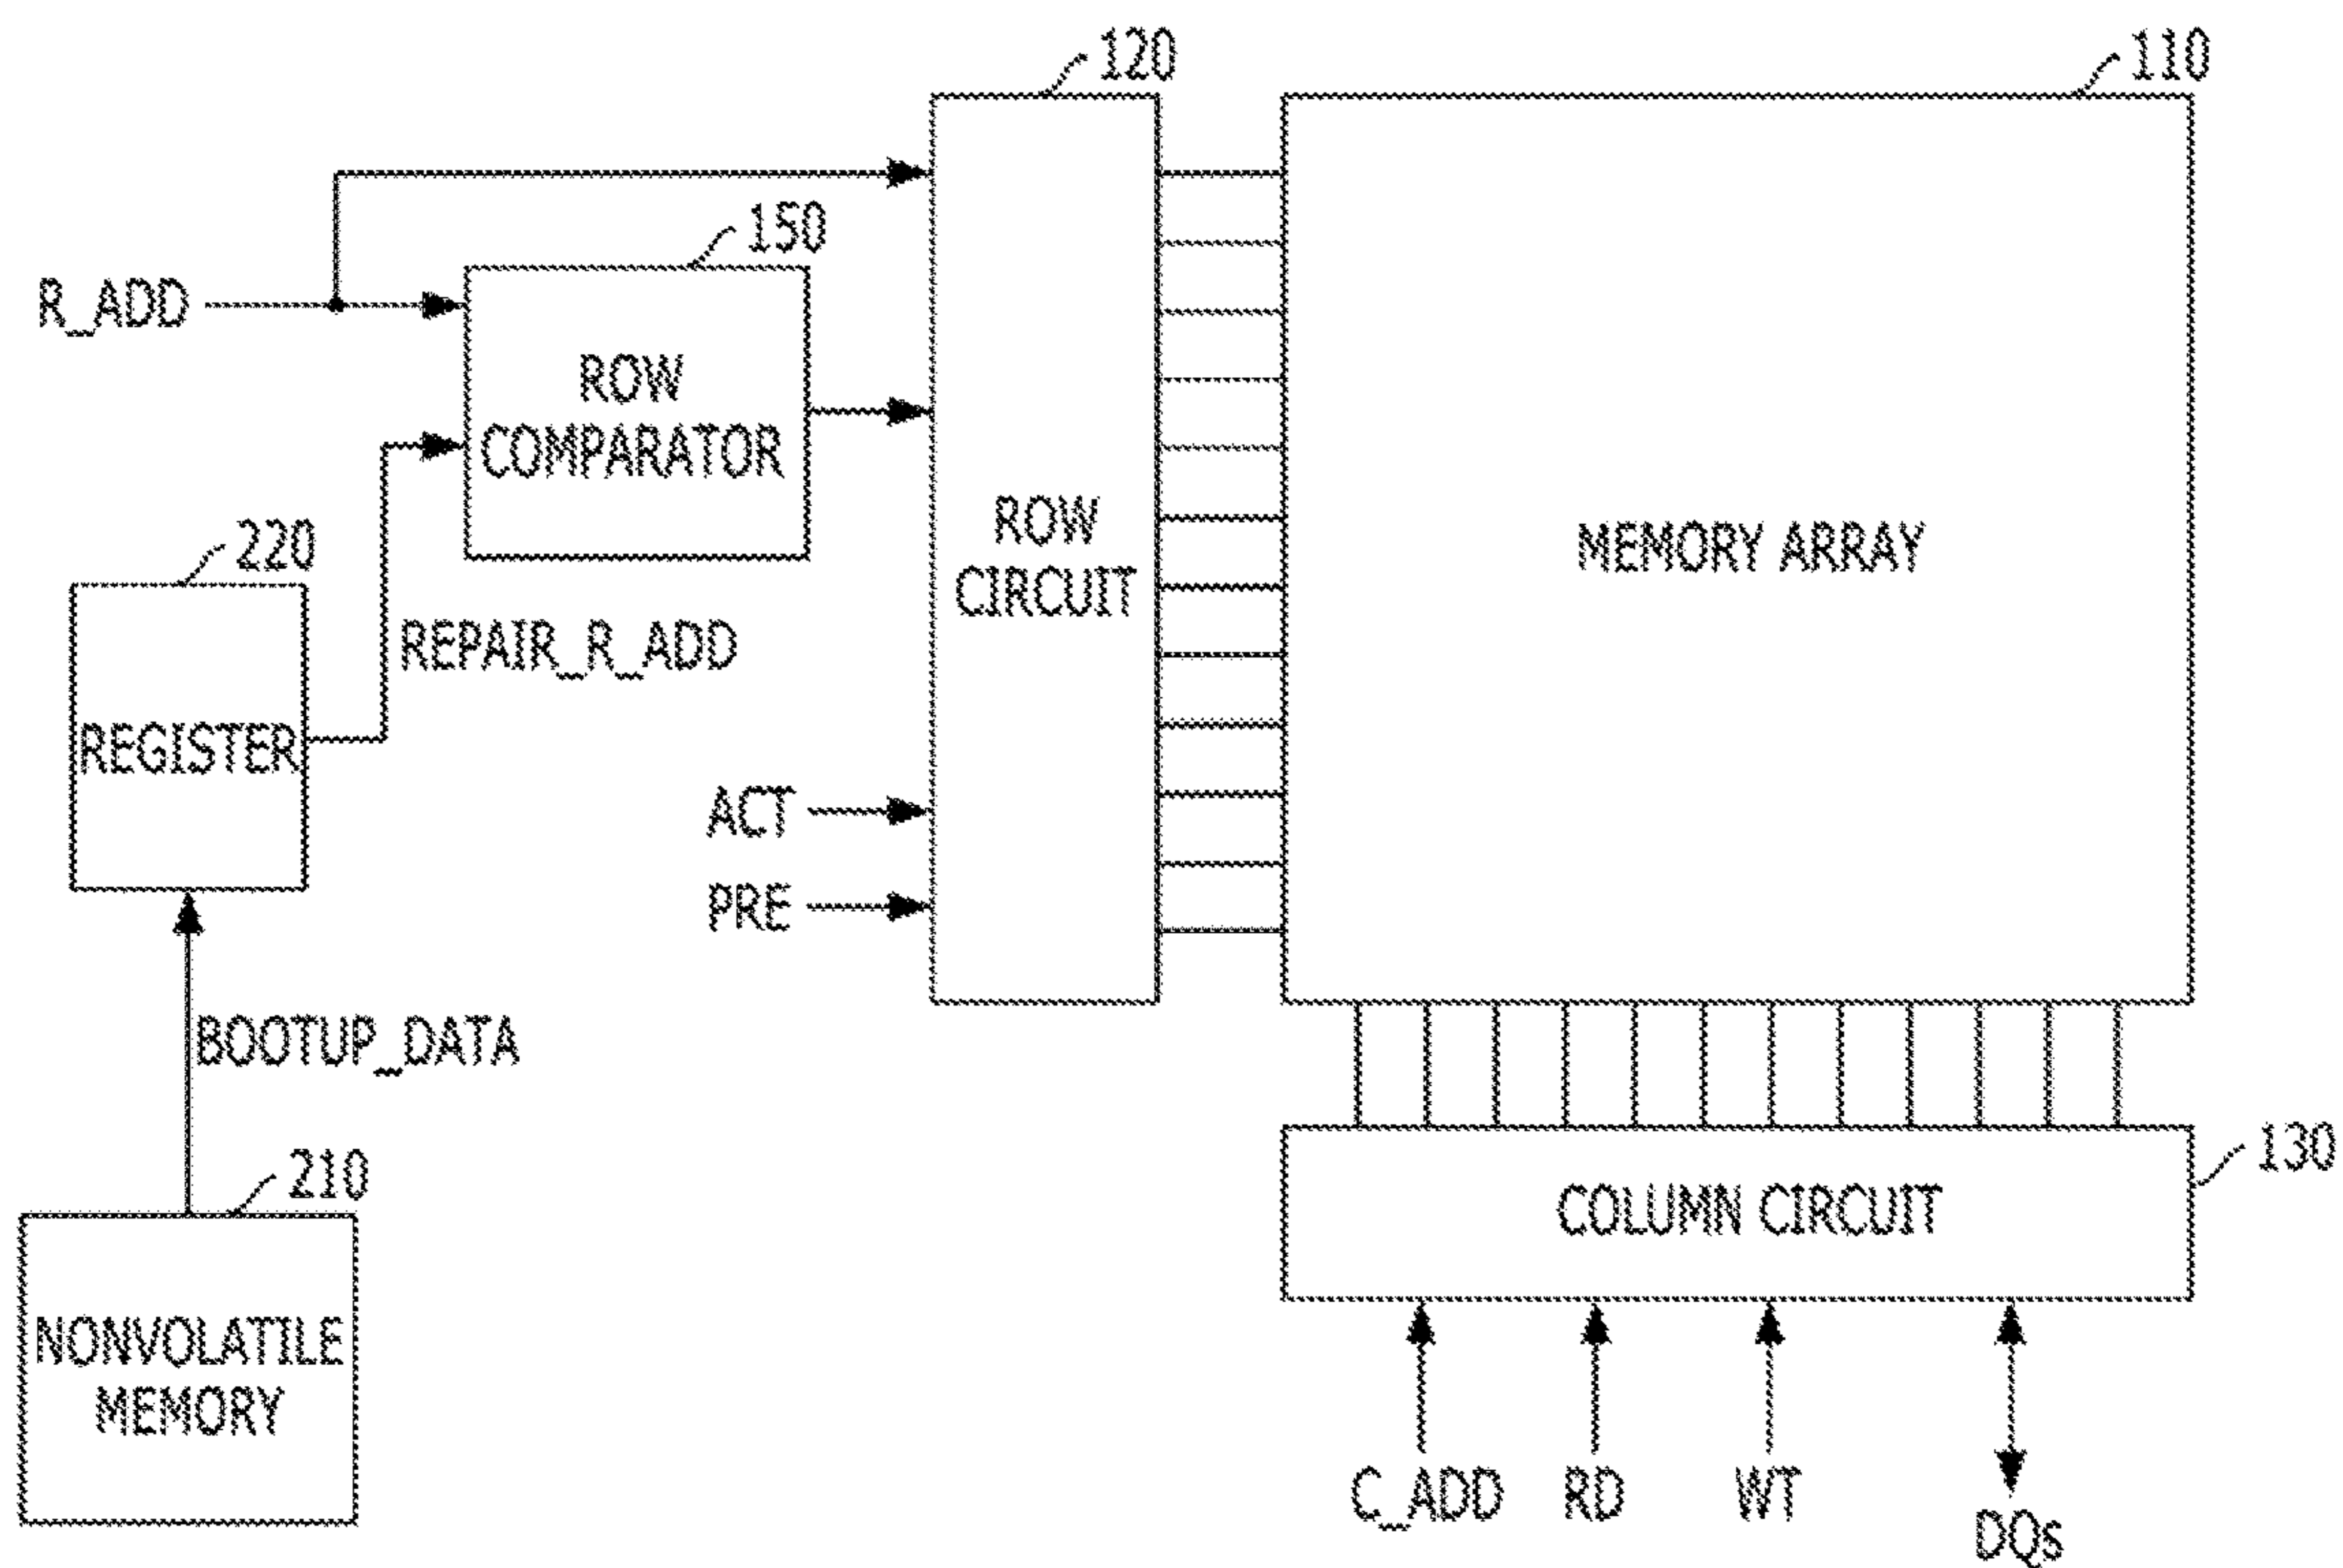 120
110
150
R_ADD
ROW
COMPARATOR
220
ROW
CIRCUIT
MEMORY ARRAY
REPAIR_R_ADD
REGISTER
ACT
PRE
BOOTUP_DATA
210
130
COLUMN CIRCUIT
NONVOLATILE
MEMORY
C_ADD
RD
WT
DQs